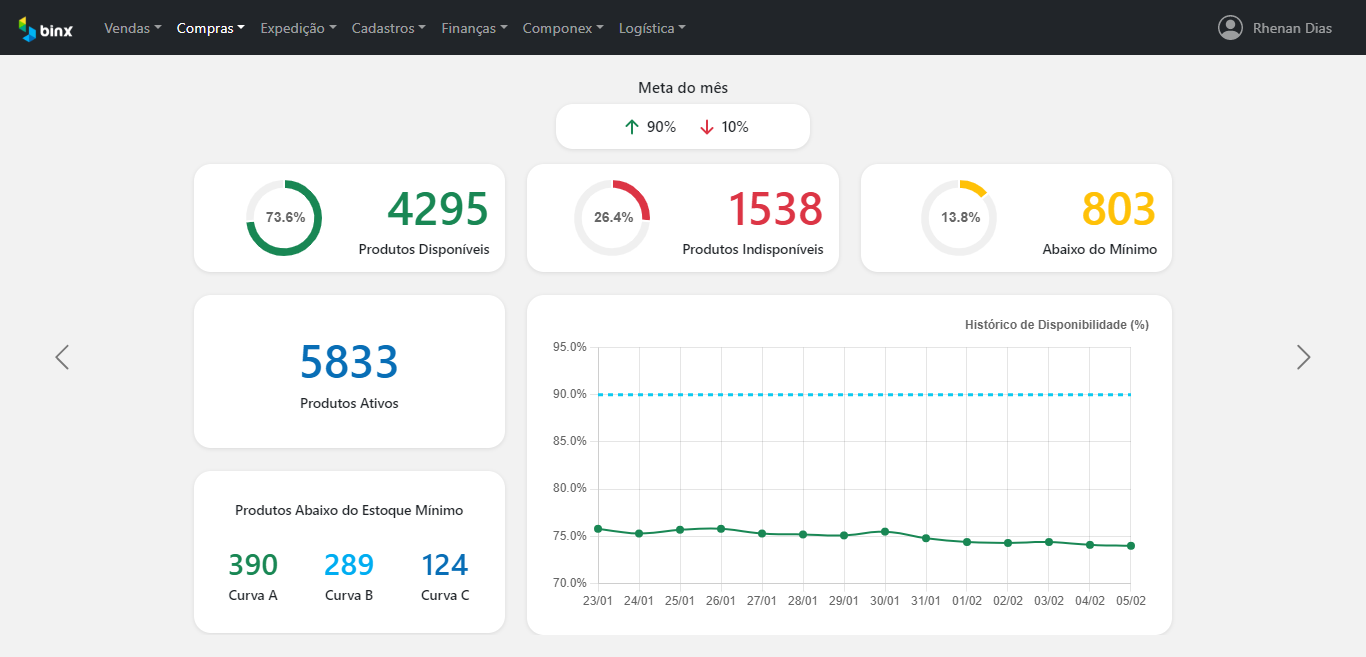 binx Vendas Compras Expedição Cadastros Finanças Componex Logística Rhenan Dias
Meta do mês
90% 10%
73.6% 4295
Produtos Disponíveis
26.4% 1538
Produtos Indisponíveis
13.8% 803
Abaixo do Mínimo
5833
Produtos Ativos
Produtos Abaixo do Estoque Mínimo
390 289 124
Curva A Curva B Curva C
Histórico de Disponibilidade (%)
95.0%
90.0%
85.0%
80.0%
75.0%
70.0%
23/01 24/01 25/01 26/01 27/01 28/01 29/01 30/01 31/01 01/02 02/02 03/02 04/02 05/02